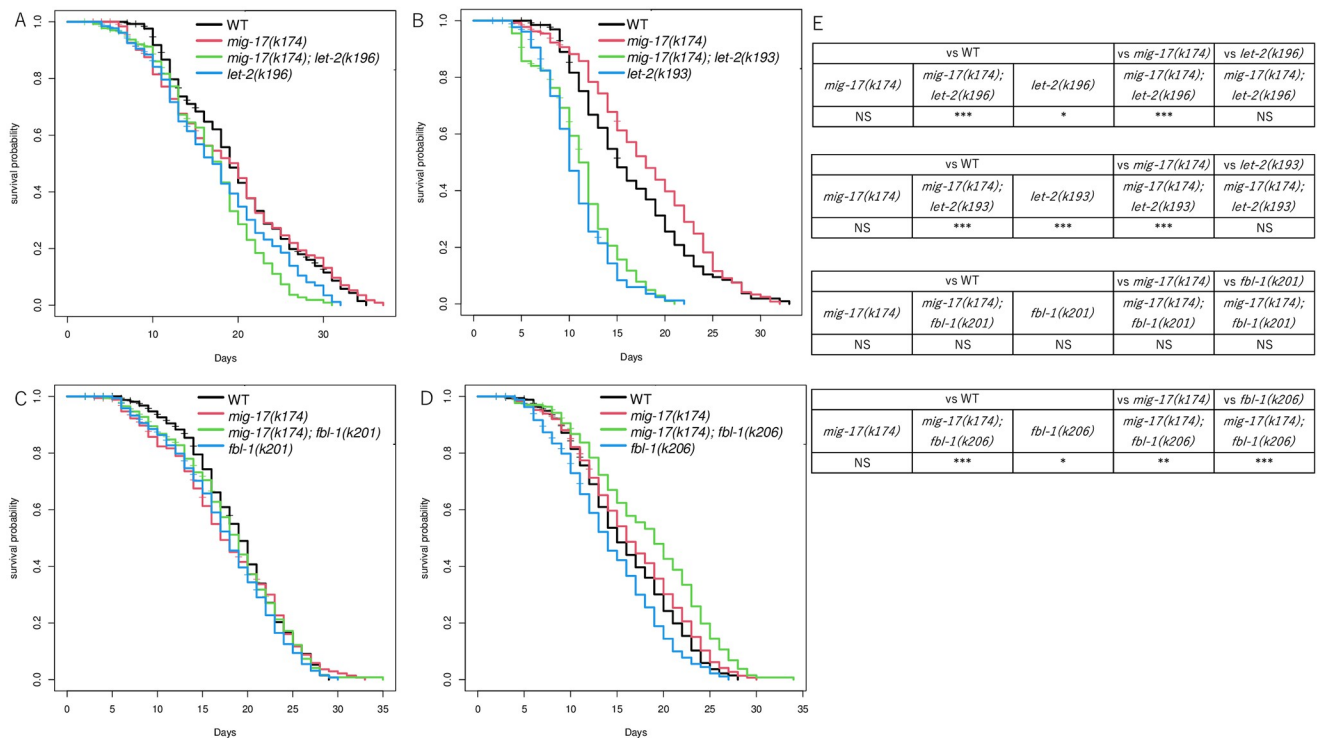 A
1.0
0.8
0.6
0.4
0.2
0.0
survival probability
0
10
20
30
Days
WT
mig-17(k174)
mig-17(k174); let-2(k196)
let-2(k196)
B
1.0
0.8
0.6
0.4
0.2
0.0
survival probability
0
5
10
15
20
25
30
Days
WT
mig-17(k174)
mig-17(k174); let-2(k193)
let-2(k193)
C
1.0
0.8
0.6
0.4
0.2
0.0
survival probability
0
5
10
15
20
25
30
35
Days
WT
mig-17(k174)
mig-17(k174); fbl-1(k201)
fbl-1(k201)
D
1.0
0.8
0.6
0.4
0.2
0.0
survival probability
0
5
10
15
20
25
30
35
Days
WT
mig-17(k174)
mig-17(k174); fbl-1(k206)
fbl-1(k206)
E
vs WT vs mig-17(k174) vs let-2(k196)
mig-17(k174) mig-17(k174); let-2(k196) let-2(k196) mig-17(k174); let-2(k196) mig-17(k174); let-2(k196)
NS *** * *** NS
vs WT vs mig-17(k174) vs let-2(k193)
mig-17(k174) mig-17(k174); let-2(k193) let-2(k193) mig-17(k174); let-2(k193) mig-17(k174); let-2(k193)
NS *** *** *** NS
vs WT vs mig-17(k174) vs fbl-1(k201)
mig-17(k174) mig-17(k174); fbl-1(k201) fbl-1(k201) mig-17(k174); fbl-1(k201) mig-17(k174); fbl-1(k201)
NS NS NS NS NS
vs WT vs mig-17(k174) vs fbl-1(k206)
mig-17(k174) mig-17(k174); fbl-1(k206) fbl-1(k206) mig-17(k174); fbl-1(k206) mig-17(k174); fbl-1(k206)
NS *** * ** ***